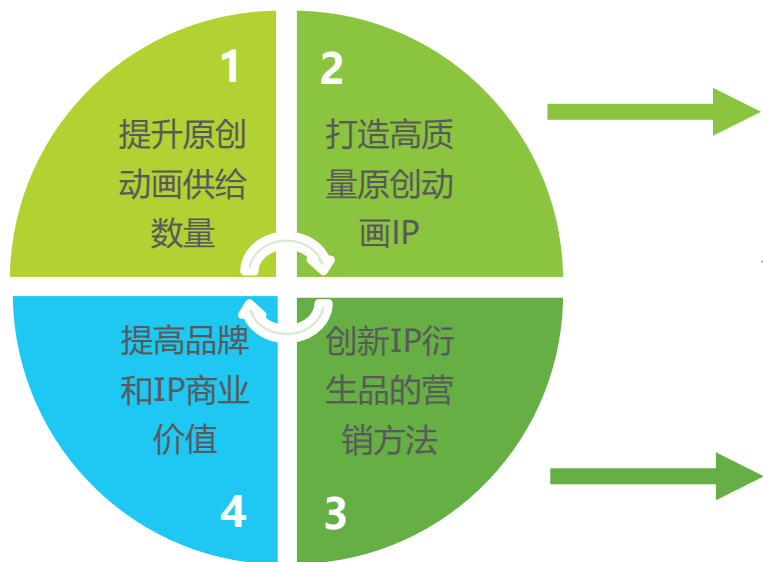 1
提升原创
动画供给
数量
2
打造高质
量原创动
画IP
3
创新IP衍
生品的营
销方法
4
提高品牌
和IP商业
价值